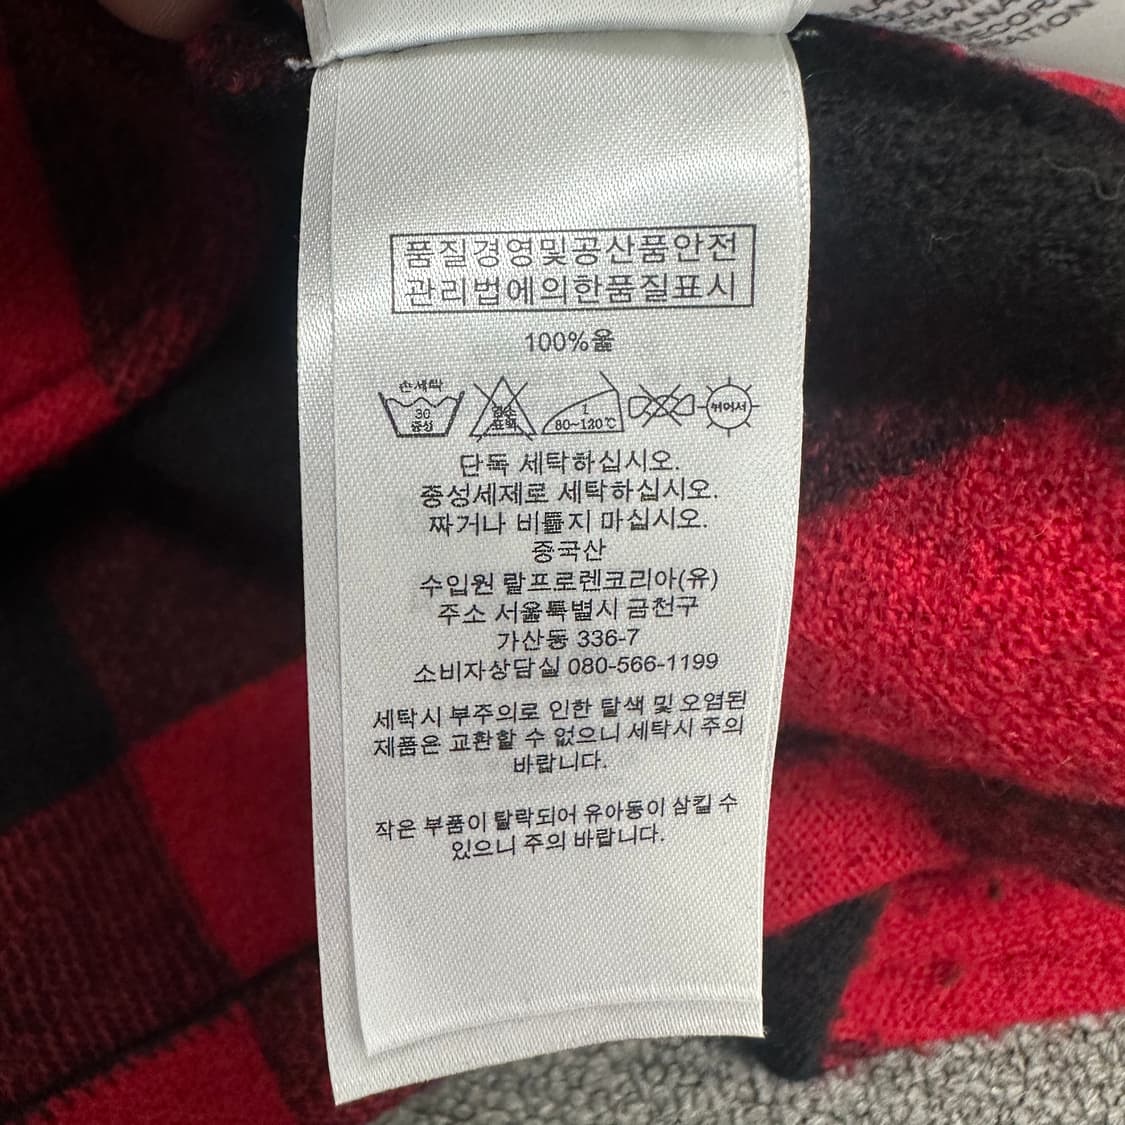 품질경영및공산품안전
관리법에의한품질표시
100%울
손세탁
30
중성
염소
표백
1
80~120℃
뉘어서
단독 세탁하십시오.
중성세제로 세탁하십시오.
짜거나 비틀지 마십시오.
중국산
수입원 랄프로렌코리아(유)
주소 서울특별시 금천구
가산동 336-7
소비자상담실 080-566-1199
세탁시 부주의로 인한 탈색 및 오염된
제품은 교환할 수 없으니 세탁시 주의
바랍니다.
작은 부품이 탈락되어 유아동이 삼킬 수
있으니 주의 바랍니다.